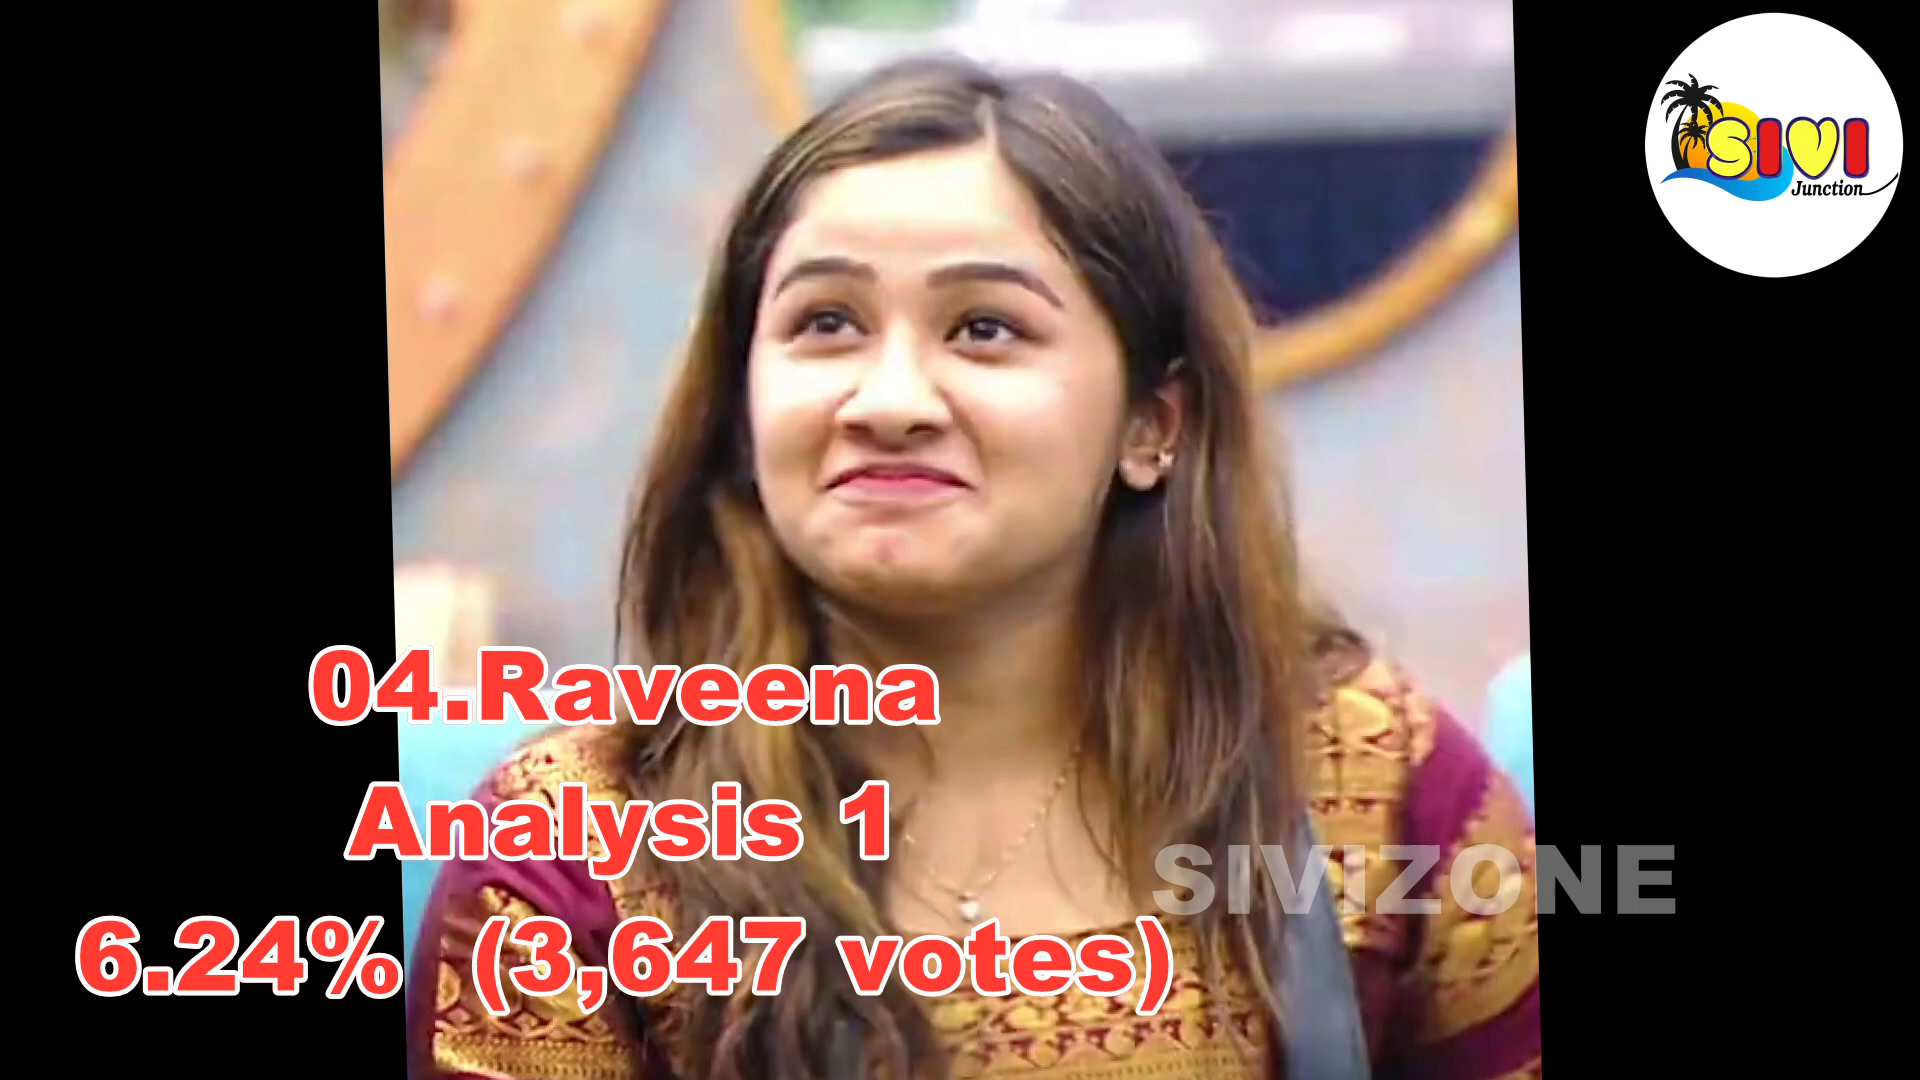 SIVI
Junction
04.Raveena
Analysis 1
SIVIZONE
6.24% (3,647 votes)